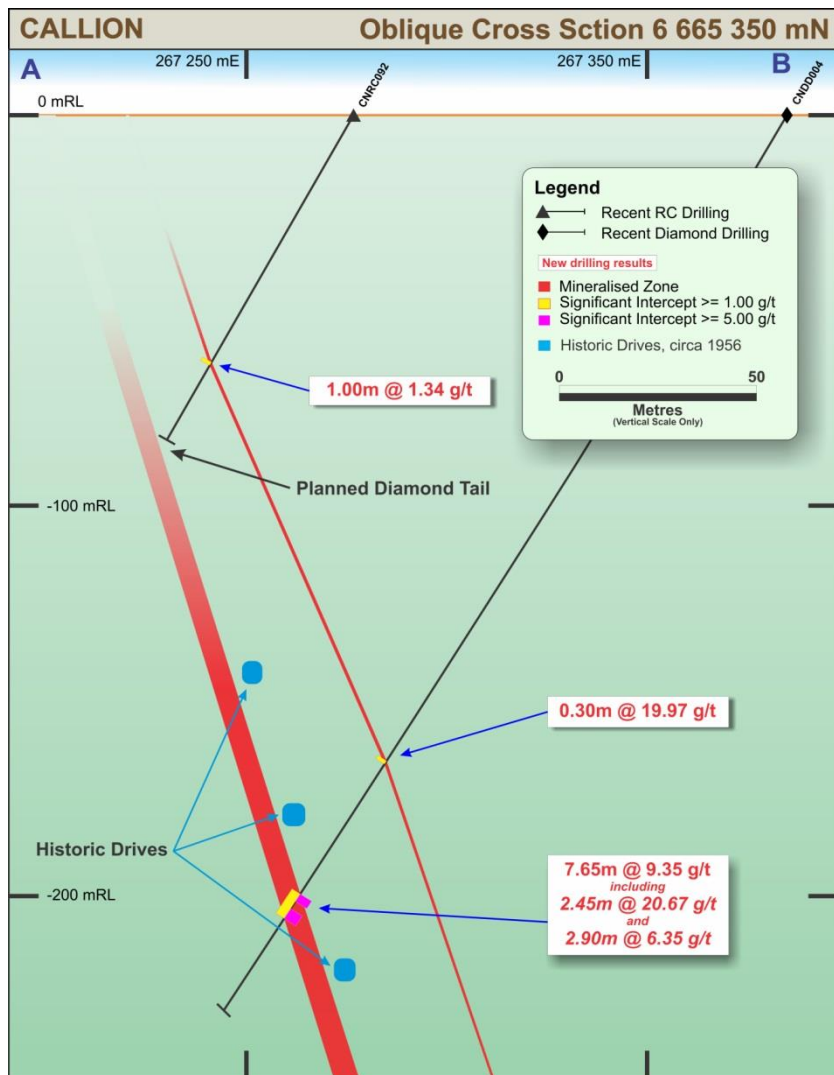 CALLION
Oblique Cross Sction 6 665 350 mN
A
267 250 mE
267 350 mE
B
CNRC092
CNDD004
0 mRL
Legend
Recent RC Drilling
Recent Diamond Drilling
New drilling results
Mineralised Zone
Significant Intercept >= 1.00 g/t
Significant Intercept >= 5.00 g/t
Historic Drives, circa 1956
0
50
Metres
(Vertical Scale Only)
1.00m @ 1.34 g/t
Planned Diamond Tail
-100 mRL
0.30m @ 19.97 g/t
Historic Drives
7.65m @ 9.35 g/t
including
2.45m @ 20.67 g/t
and
2.90m @ 6.35 g/t
-200 mRL